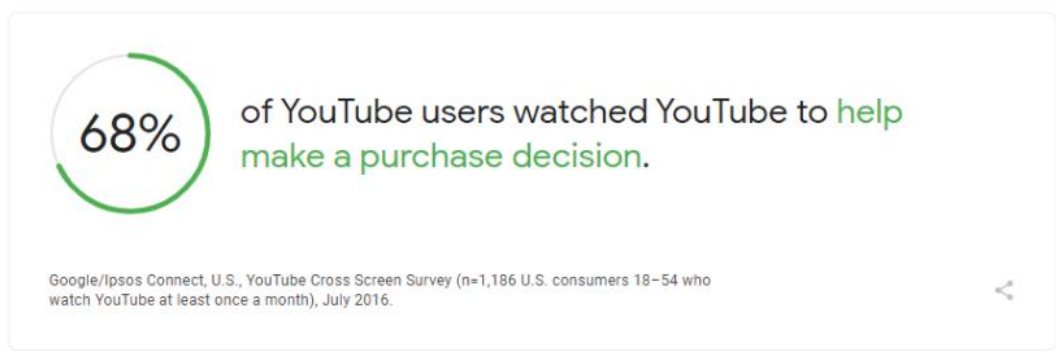 68%
of YouTube users watched YouTube to help
make a purchase decision.
Google/Ipsos Connect, U.S., YouTube Cross Screen Survey (n=1,186 U.S. consumers 18–54 who
watch YouTube at least once a month), July 2016.